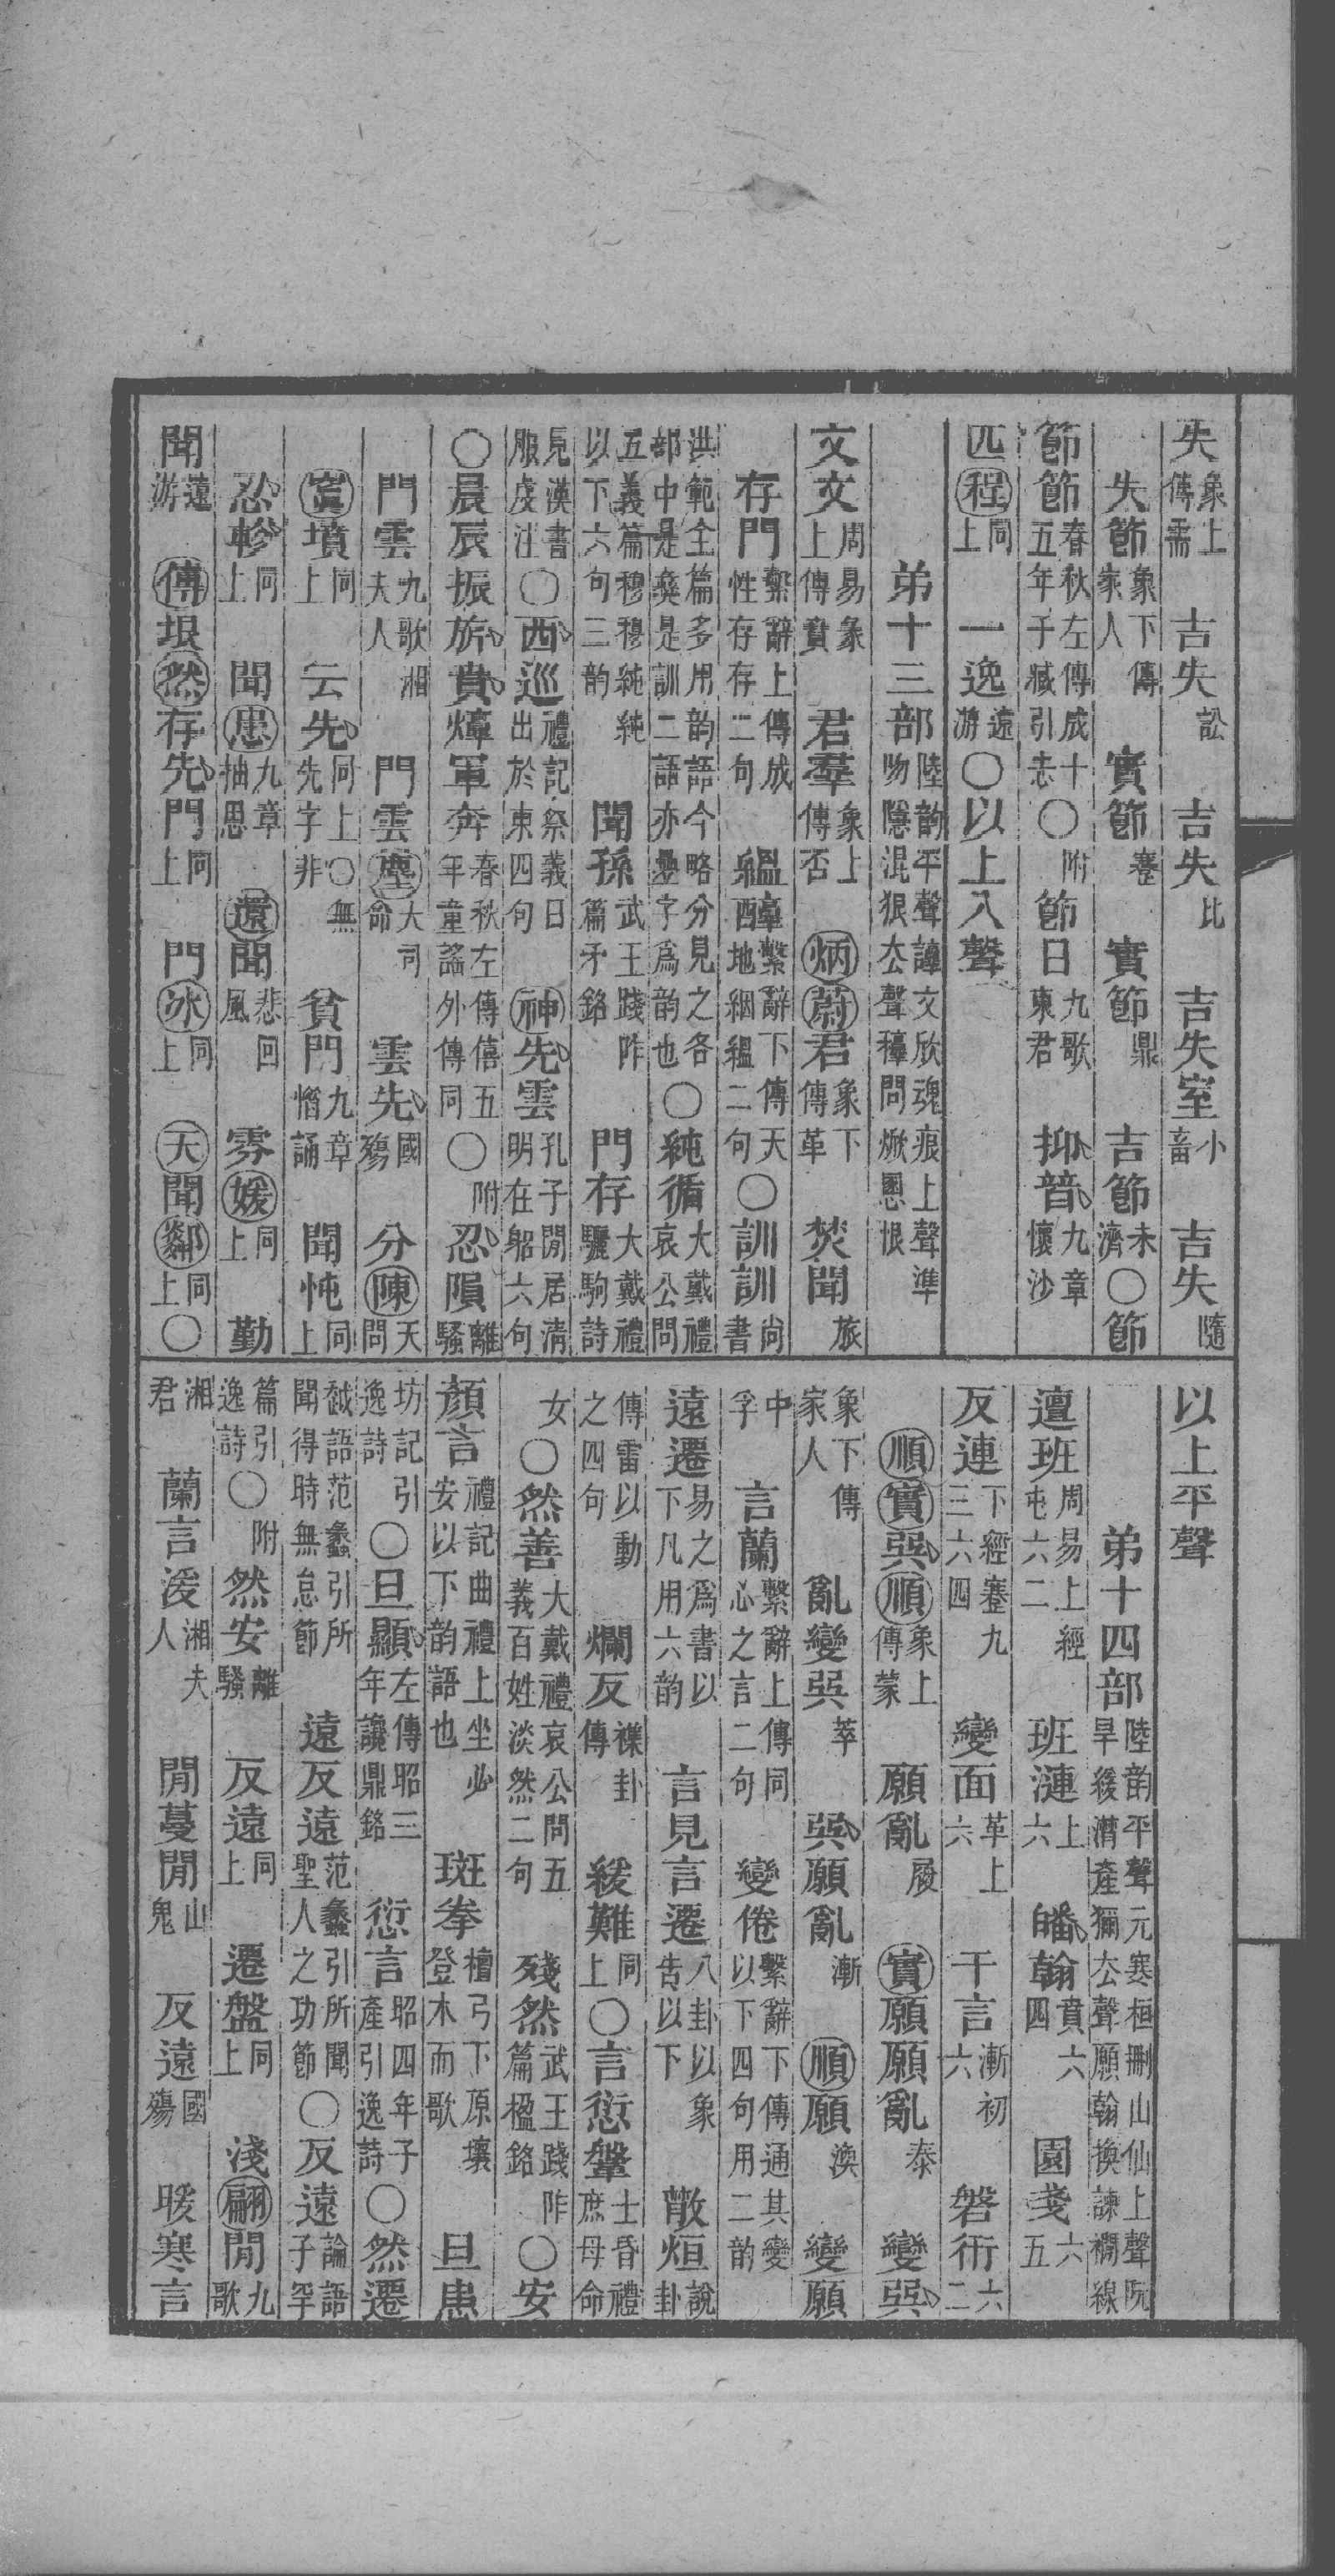 失象上傳需　吉失訟　吉失比　吉失室小畜　吉失隨
失節象下傳家人　實節蹇　實節鼎　吉節未濟○節
節節春秋左傳成十五年子臧引志○附節日九歌東君　抑音九章懷沙
匹程同上　一逸遠游○以上入聲
弟十三部陸韵平聲諄文欣魂痕上聲準吻隱混很去聲稕問焮慁恨
文文周易象上傳賁　君羣象上傳否　炳蔚君象下傳革　焚聞旅
存門繫辭上傳成性存存二句　緼醇繫辭下傳天地絪緼二句○訓訓尚書
洪範全篇多用韵語今略分見之各部中是彝是訓二語亦疊字爲韵也○純循大戴禮哀公問
五義篇穆穆純純以下六句三韵　聞孫武王踐阼篇矛銘　門存大戴禮驪駒詩
見漢書服虔注○西巡禮記祭義日出於東四句　神先雲孔子閒居淸明在躳六句
○晨辰振旂賁焞軍奔春秋左傳僖五年童謠外傳同○附忍隕離騷
門雲九歌湘夫人　門雲塵大司命　雲先國殤　分陳天問
窴墳同上　云先同上○無先字非　貧門九章惜誦　聞忳同上
忍軫同上　聞患九章抽思　還聞悲回風　雰媛同上　勤
聞遠游　傳垠然存先門同上　門冰同上　天聞鄰同上○
以上平聲
弟十四部陸韵平聲元寒桓刪山仙上聲阮旱緩潸產獮去聲願翰換諫襉線
邅班周易上經屯六二　班漣上六　皤翰賁六四　園戔六五
反連下經蹇九三六四　變面革上六　干言漸初六　磐衎六二
順實巽順象上傳蒙　願亂履　實願願亂泰　變巽
象下傳家人　亂變巽萃　巽願亂漸　順願渙　變願
中孚　言蘭繫辭上傳同心之言二句　變倦繫辭下傳通其變以下四句用二韵
遠遷易之爲書以下凡用六韵　言見言遷八卦以象告以下　散烜說卦
傳雷以動之四句　爛反襍卦傳　緩難同上○言愆鞶士昏禮庶母命
女○然善大戴禮哀公問五義百姓淡然二句　殘然武王踐阼篇楹銘○安
顏言禮記曲禮上坐必安以下韵語也　斑拳檀弓下原壤登木而歌　旦患
坊記引逸詩○旦顯左傳昭三年讒鼎銘　愆言昭四年子產引逸詩○然遷
越語范蠡引所聞得時無怠節　遠反遠范蠡引所聞聖人之功節○反遠論語子罕
篇引逸詩○附然安離騷　反遠同上　遷盤同上　淺翩閒九歌
湘君　蘭言湲湘夫人　閒蔓閒山鬼　反遠國殤　暖寒言